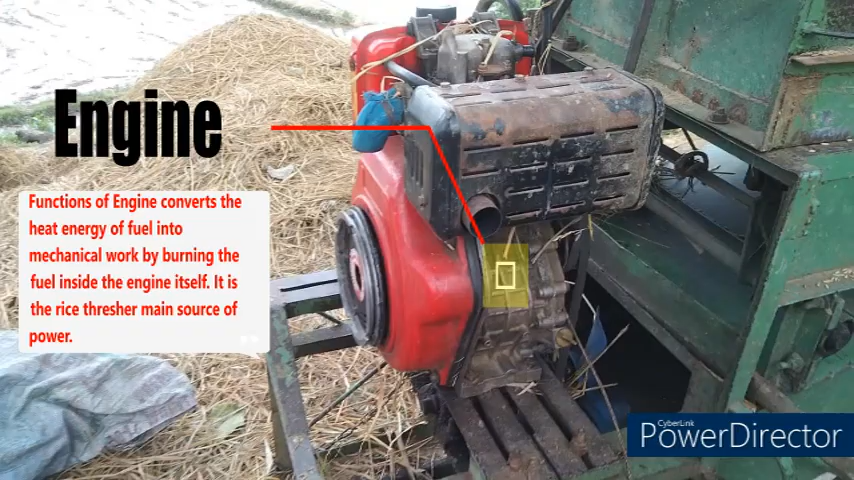 Engine
Functions of Engine converts the
heat energy of fuel into
mechanical work by burning the
fuel inside the engine itself. It is
the rice thresher main source of
power.
CyberLink
PowerDirector